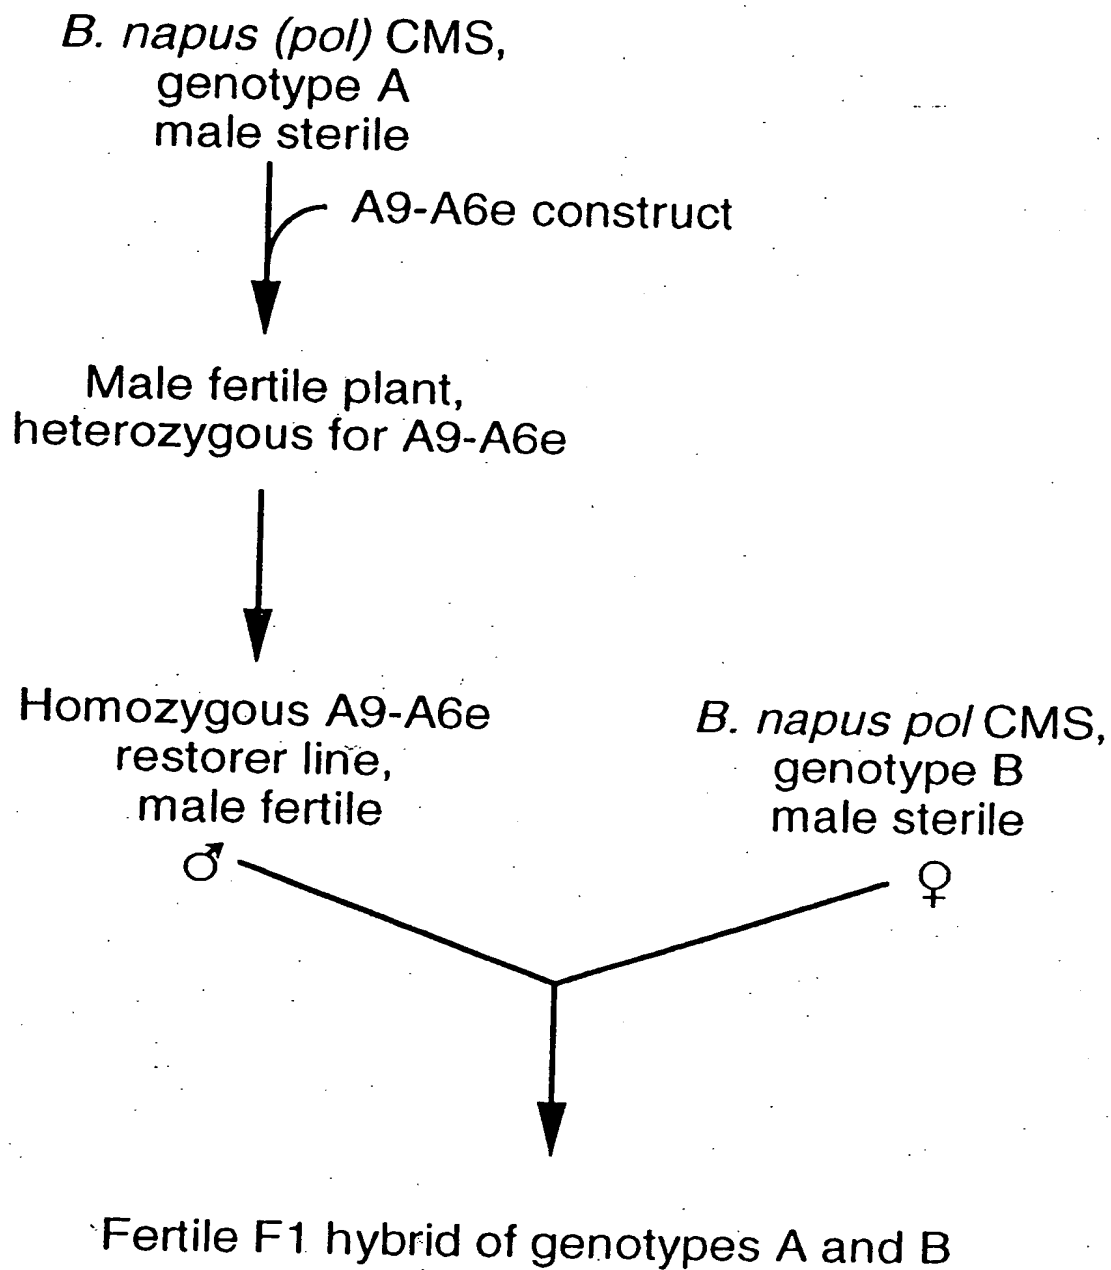 B. napus (pol) CMS,
genotype A
male sterile
A9-A6e construct
Male fertile plant,
heterozygous for A9-A6e
Homozygous A9-A6e
restorer line,
male fertile
♂
B. napus pol CMS,
genotype B
male sterile
♀
Fertile F1 hybrid of genotypes A and B